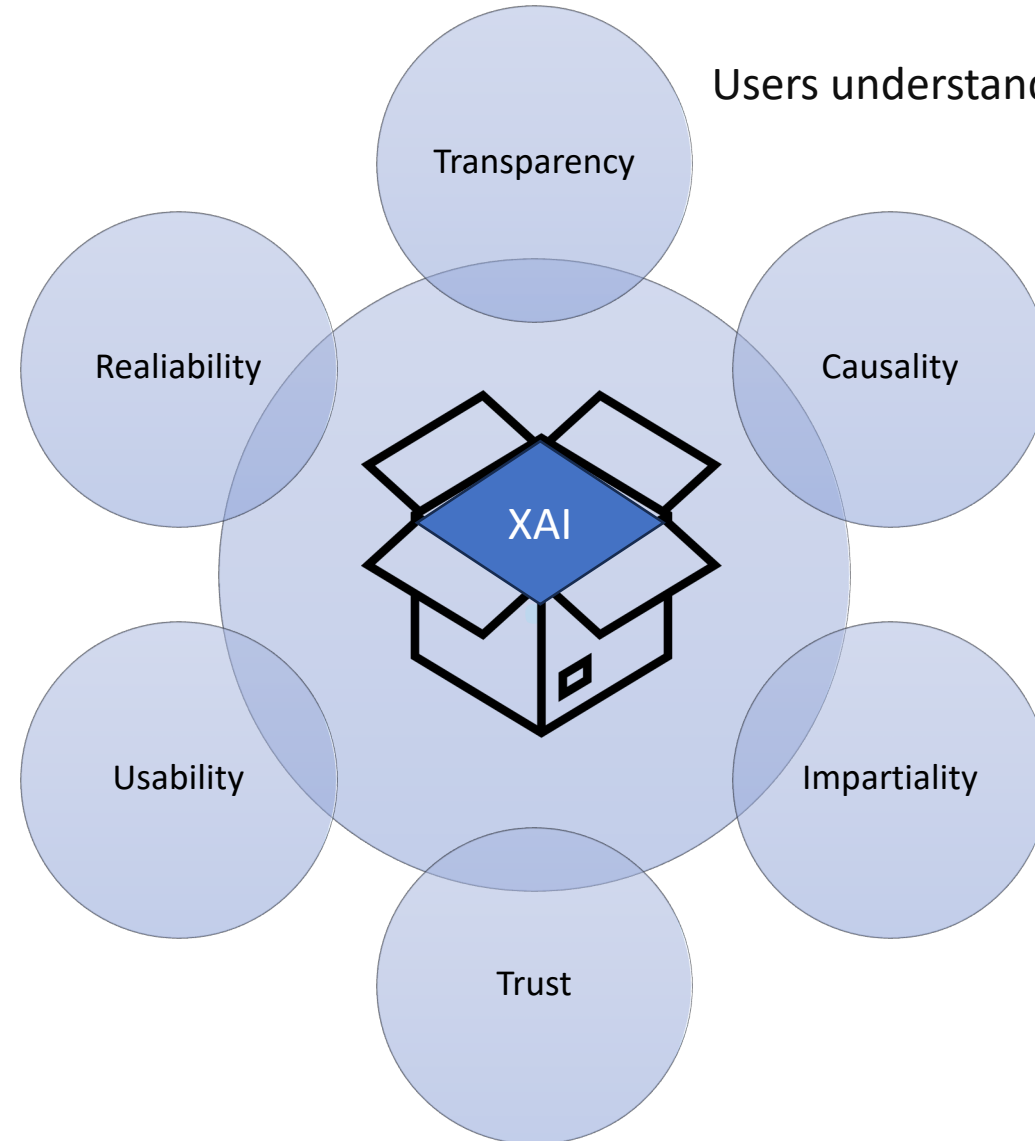 Users understand
Transparency
Realiability
Causality
XAI
Usability
Impartiality
Trust